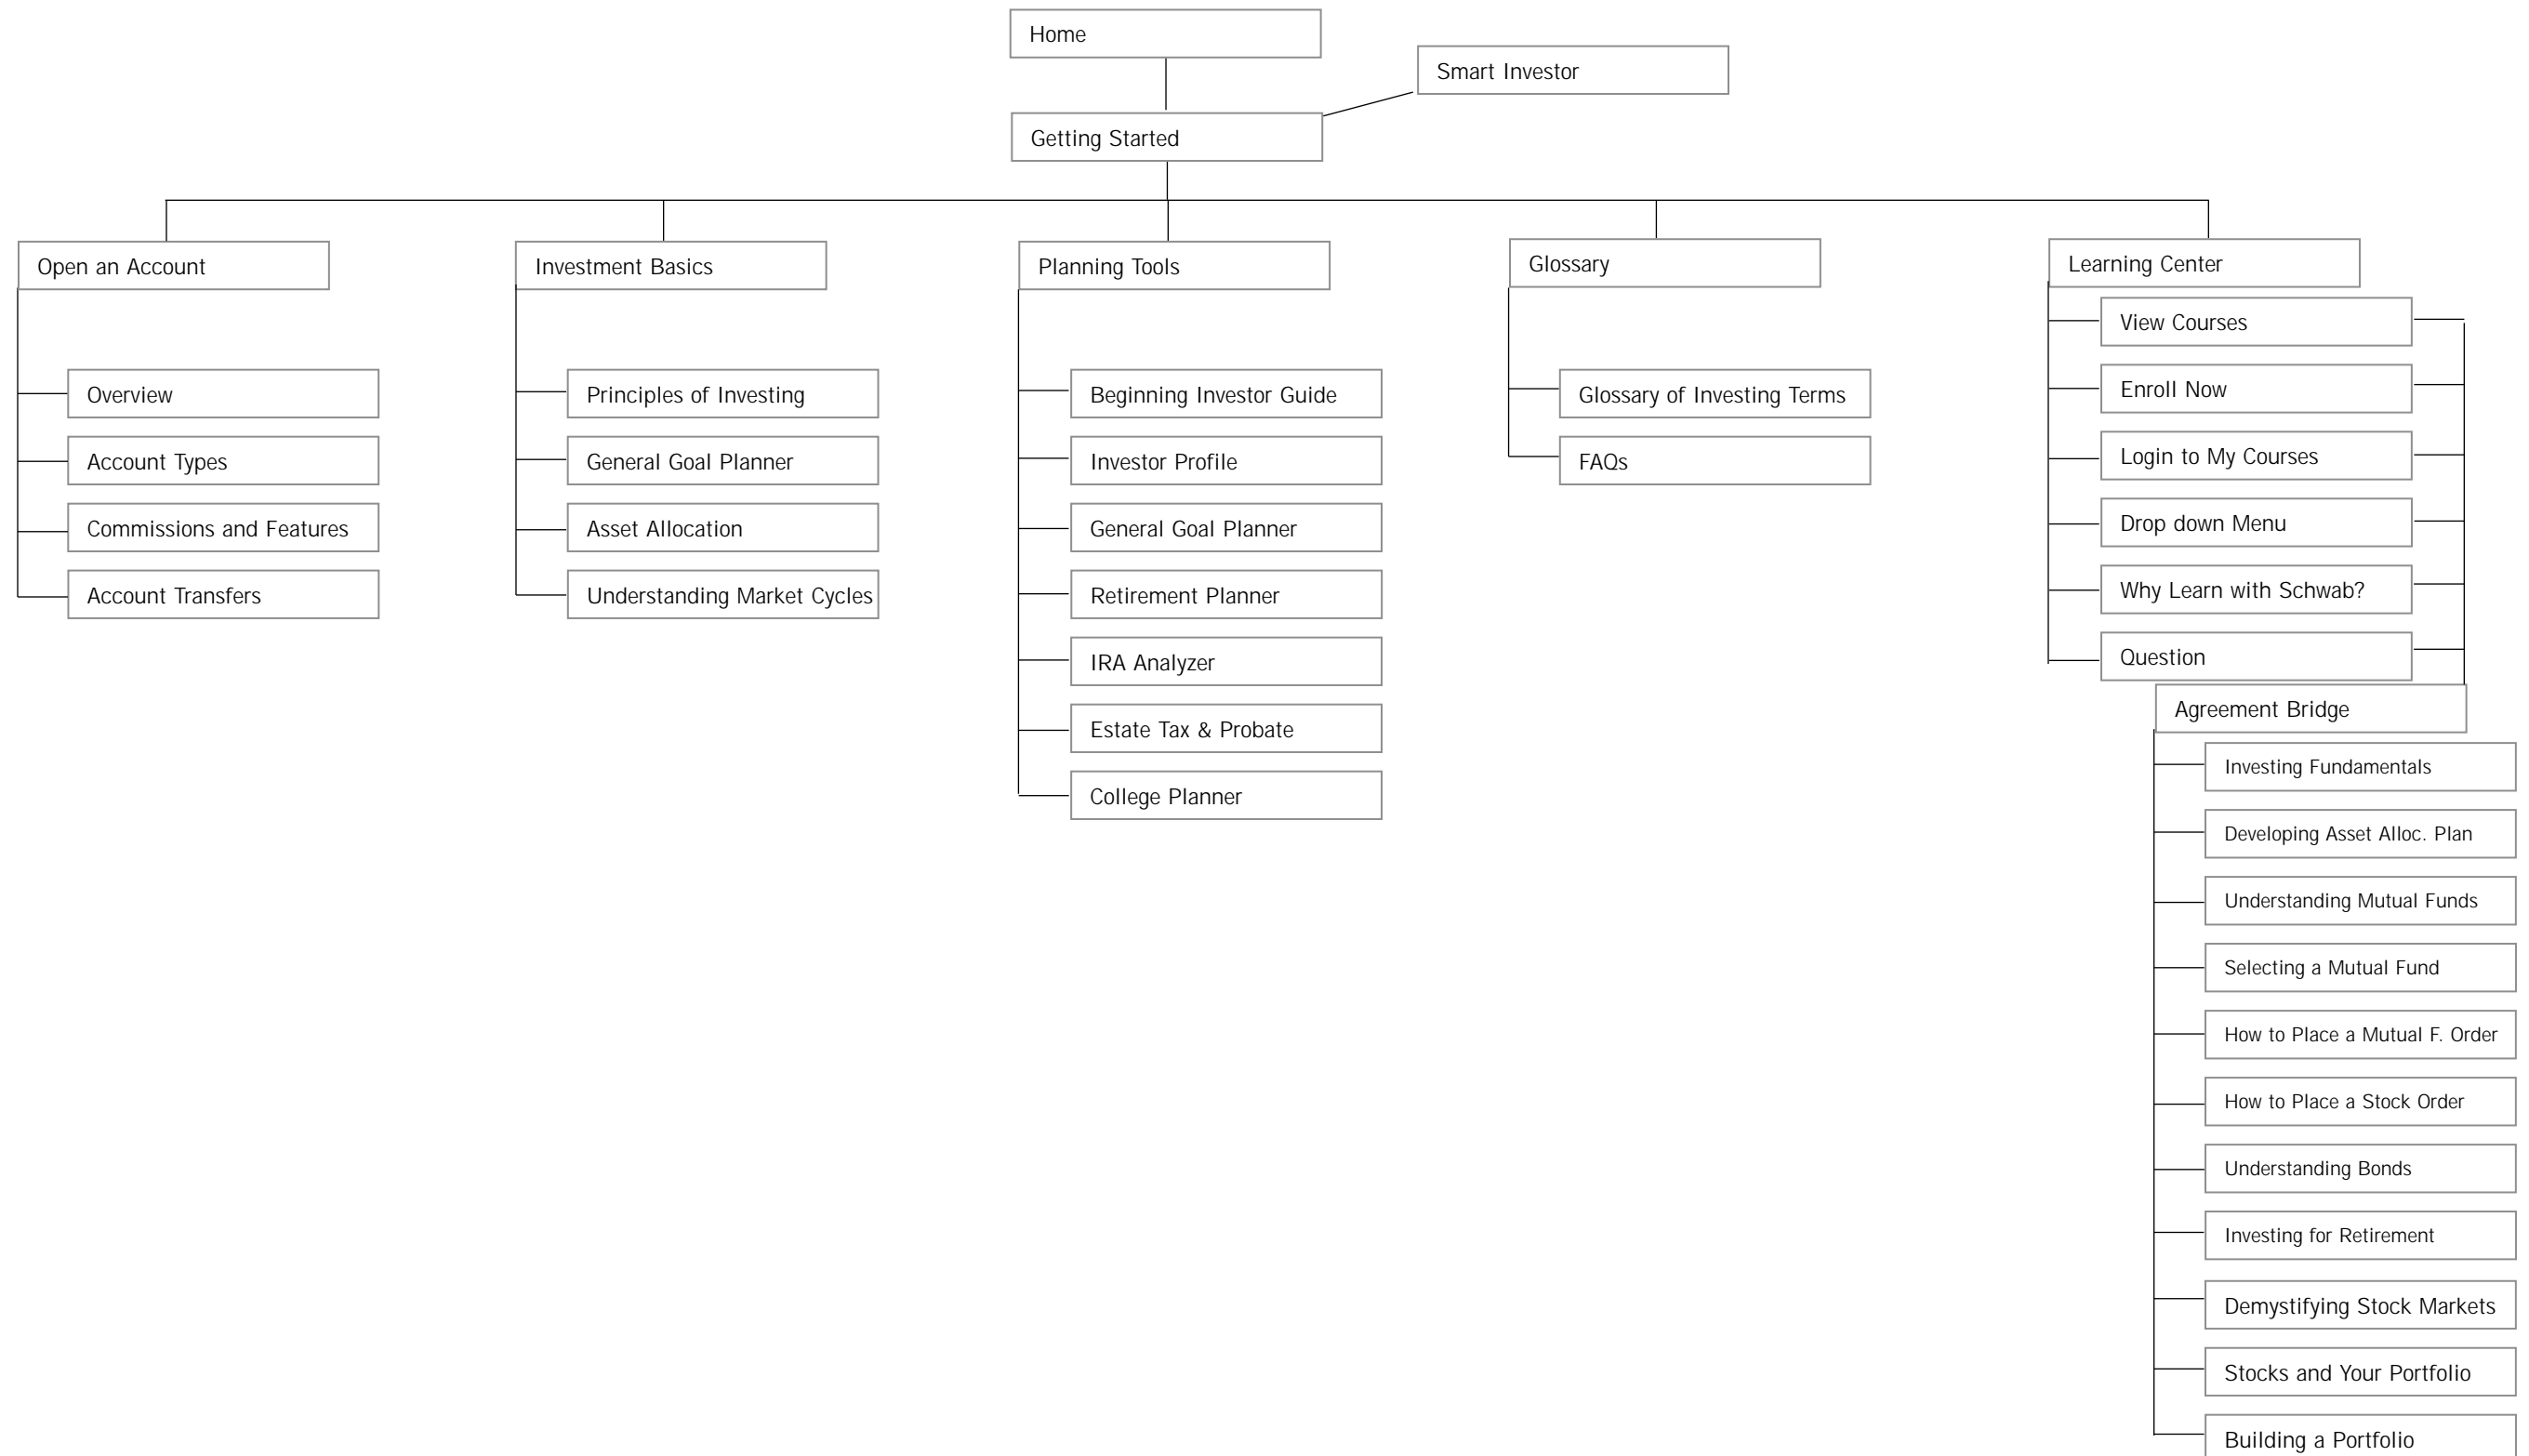 Home
Smart Investor
Getting Started
Open an Account
Overview
Account Types
Commissions and Features
Account Transfers
Investment Basics
Principles of Investing
General Goal Planner
Asset Allocation
Understanding Market Cycles
Planning Tools
Beginning Investor Guide
Investor Profile
General Goal Planner
Retirement Planner
IRA Analyzer
Estate Tax & Probate
College Planner
Glossary
Glossary of Investing Terms
FAQs
Learning Center
View Courses
Enroll Now
Login to My Courses
Drop down Menu
Why Learn with Schwab?
Question
Agreement Bridge
Investing Fundamentals
Developing Asset Alloc. Plan
Understanding Mutual Funds
Selecting a Mutual Fund
How to Place a Mutual F. Order
How to Place a Stock Order
Understanding Bonds
Investing for Retirement
Demystifying Stock Markets
Stocks and Your Portfolio
Building a Portfolio